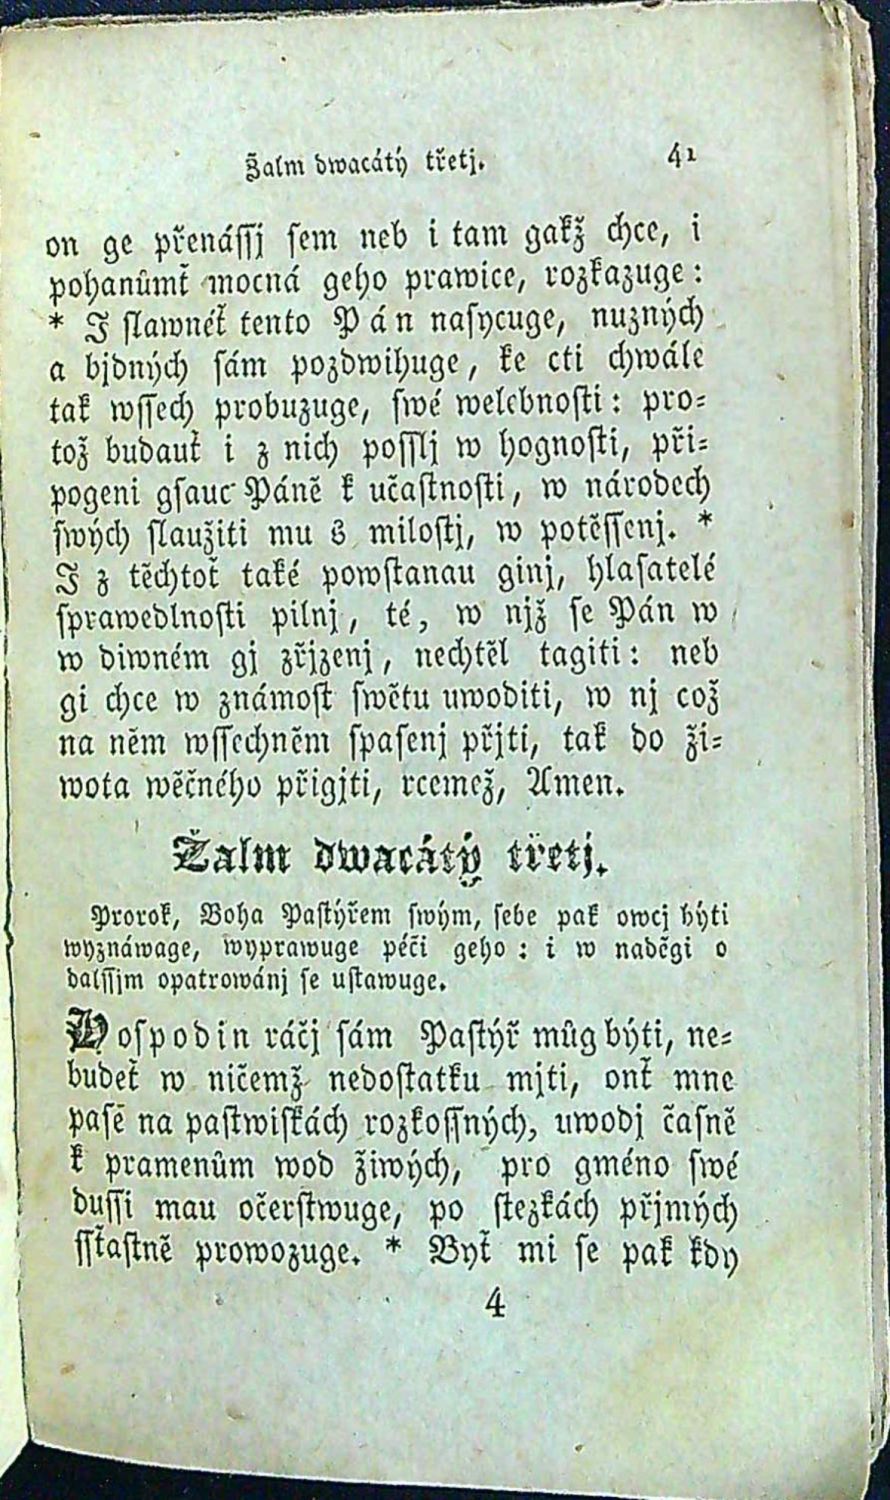 Žalm dwacátý třetj. 41
on ge přenáſſj ſem neb i tam gakž chce, i
pohanůmť mocná geho prawice, rozkazuge:
* J ſlawnéť tento Pán naſycuge, nuzných
a bjdných ſám pozdwihuge, ke cti chwále
tak wſſech probuzuge, ſwé welebnoſti: pro⸗
tož budauť i z nich poſſlj w hognoſti, při⸗
pogeni gſauc Páně k učaſtnoſti, w národech
ſwých ſlaužiti mu s miloſtj, w potěſſenj. *
J z těchtoť také powſtanau ginj, hlaſatelé
ſprawedlnoſti pilnj, té, w njž ſe Pán w
w diwném gj zřjzenj, nechtěl tagiti: neb
gi chce w známoſt ſwětu uwoditi, w nj což
na něm wſſechněm ſpaſenj přjti, tak do ži⸗
wota wěčného přigjti, rcemež, Amen.
Žalm dwacátý třetj.
Prorok, Boha Paſtýřem ſwým, ſebe pak owcj býti
wyznáwage, wyprawuge péči geho: i w naděgi o
dalſſjm opatrowánj ſe uſtawuge.
Hoſpodin ráčj ſám Paſtýř můg býti, ne⸗
budeť w ničemž nedoſtatku mjti, onť mne
paſe na paſtwiſkách rozkoſſných, uwodj čaſně
k pramenům wod žiwých, pro gméno ſwé
duſſi mau očerſtwuge, po ſtezkách přjmých
ſſťaſtně prowozuge. * Byť mi ſe pak kdy
4